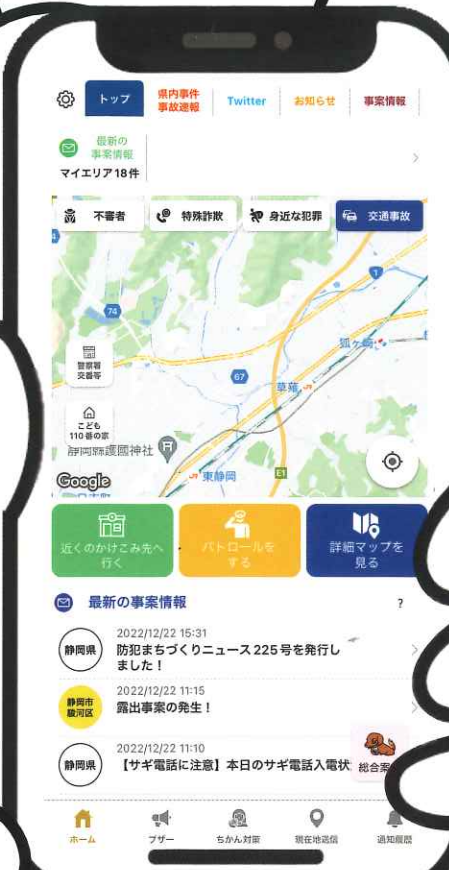 トップ
県内事件
事故速報
Twitter
お知らせ
事案情報
最新の
事案情報
マイエリア18件
不審者
特殊詐欺
身近な犯罪
交通事故
1
74
狐ヶ崎
警察署
交番等
67
草薙
こども
110番の家
静岡縣護國神社
Google
東静岡
E1
近くのかけこみ先へ
行く
パトロールを
する
詳細マップを
見る
最新の事案情報
?
静岡県
2022/12/22 15:31
防犯まちづくりニュース225号を発行し
ました！
静岡市
駿河区
2022/12/22 11:15
露出事案の発生！
静岡県
2022/12/22 11:10
【サギ電話に注意】本日のサギ電話入電状
総合案
ホーム
ブザー
ちかん対策
現在地送信
通知履歴